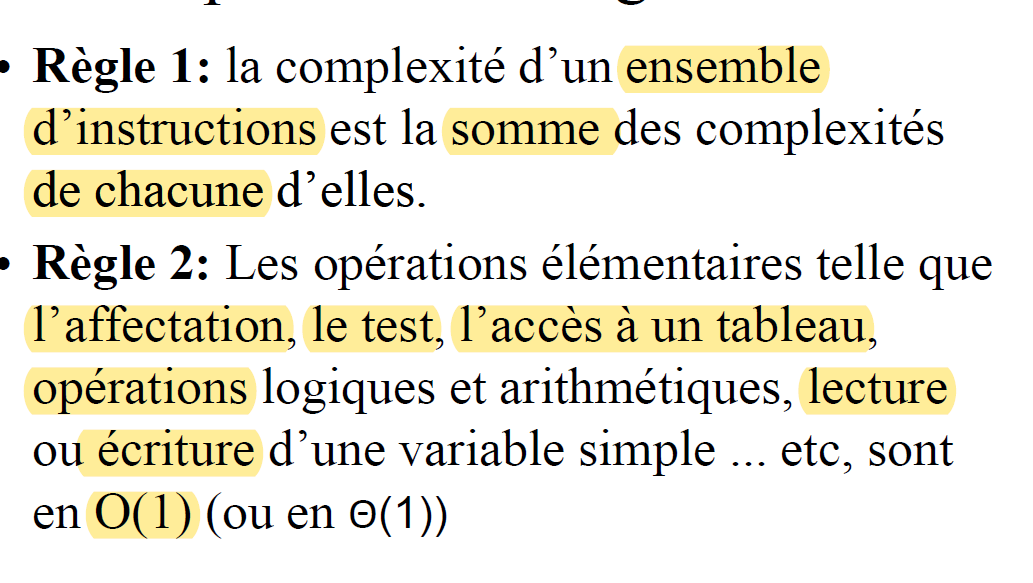 • Règle 1: la complexité d’un ensemble
d’instructions est la somme des complexités
de chacune d’elles.
• Règle 2: Les opérations élémentaires telle que
l’affectation, le test, l’accès à un tableau,
opérations logiques et arithmétiques, lecture
ou écriture d’une variable simple ... etc, sont
en O(1) (ou en Θ(1))